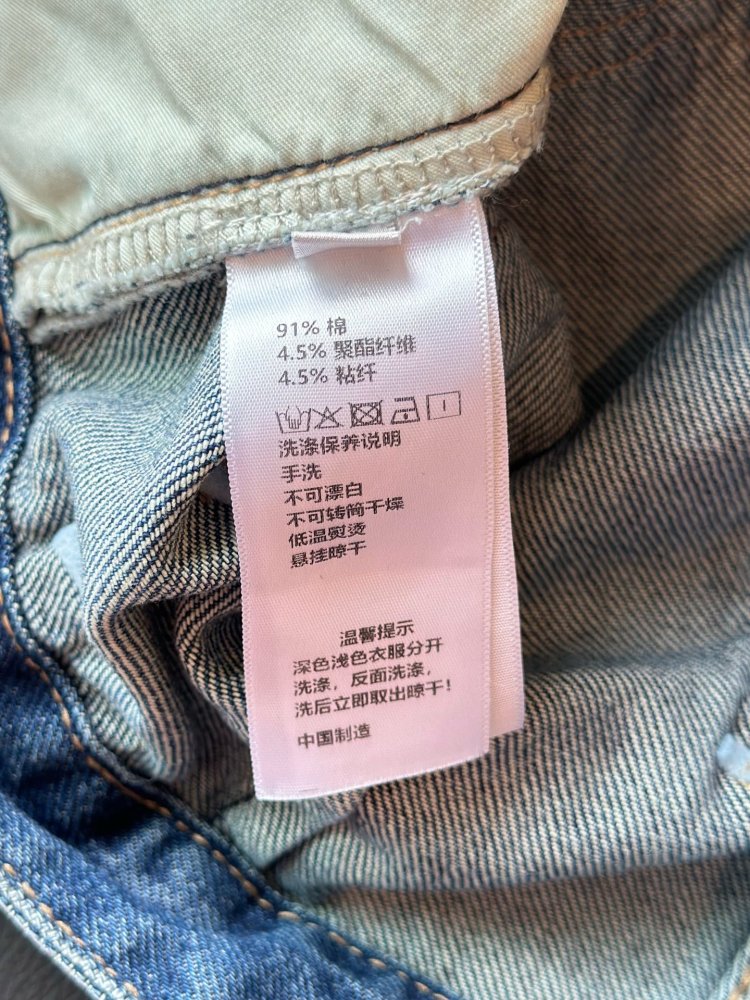 91% 棉
4.5% 聚酯纤维
4.5% 粘纤
洗涤保养说明
手洗
不可漂白
不可转筒干燥
低温熨烫
悬挂晾干
温馨提示
深色浅色衣服分开
洗涤，反面洗涤，
洗后立即取出晾干！
中国制造